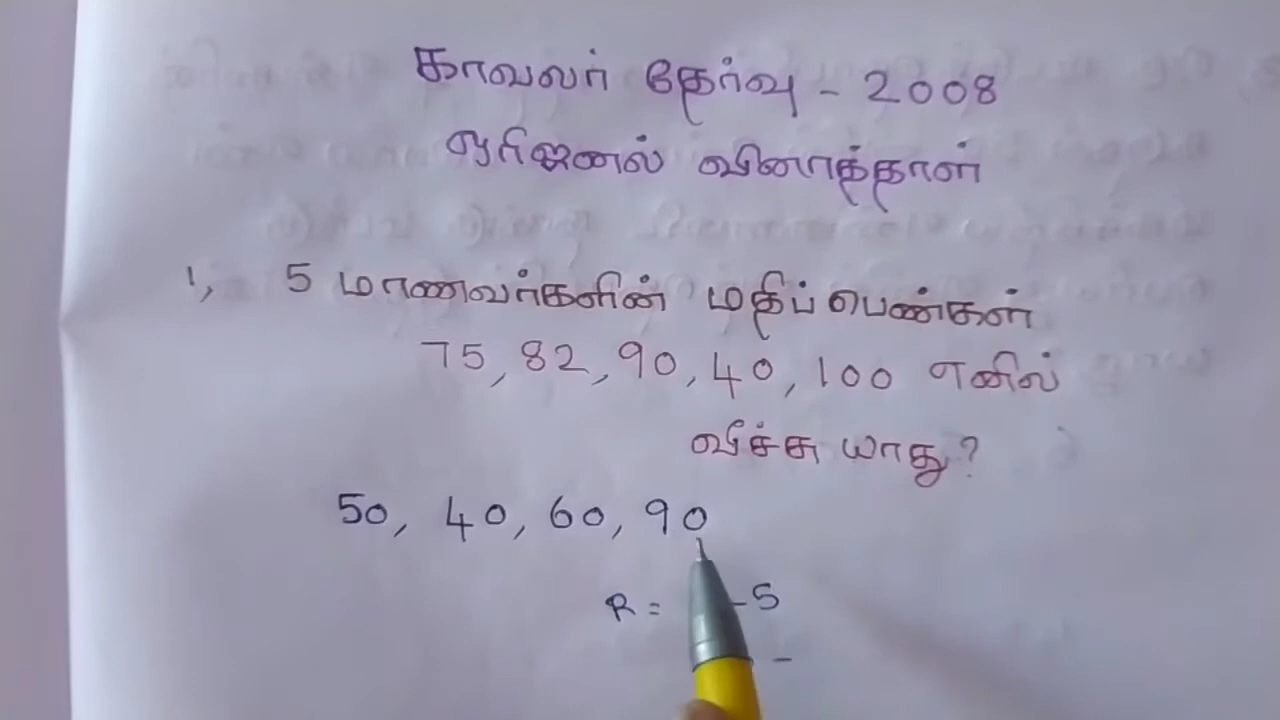 காவலர் தேர்வு - 2008
ஒரிஜினல் வினாத்தாள்
1, 5 மாணவர்களின் மதிப்பெண்கள்
75, 82, 90, 40, 100 எனில்
வீச்சு யாது?
50, 40, 60, 90
R = - S
-